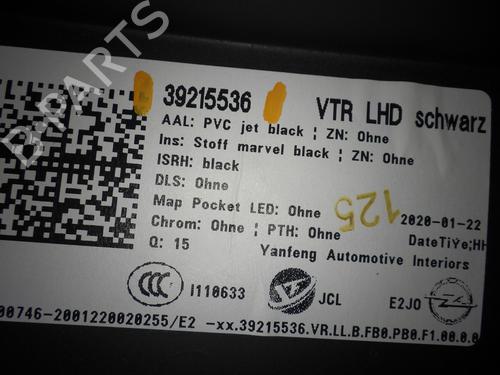 B-PARTS
39215536 VTR LHD schwarz
AAL: PVC jet black ¦ ZN: Ohne
Ins: Stoff marvel black ¦ ZN: Ohne
ISRH: black
DLS: Ohne
Map Pocket LED: Ohne
125
2020-01-22
Chrom: Ohne ¦ PTH: Ohne
DateTiye;HH
Q: 15
Yanfeng Automotive Interiors
I110633
JCL
E2JO
00746-2001220020255/E2 -xx.39215536.VR.LL.B.FB0.PB0.F1.00.0.0